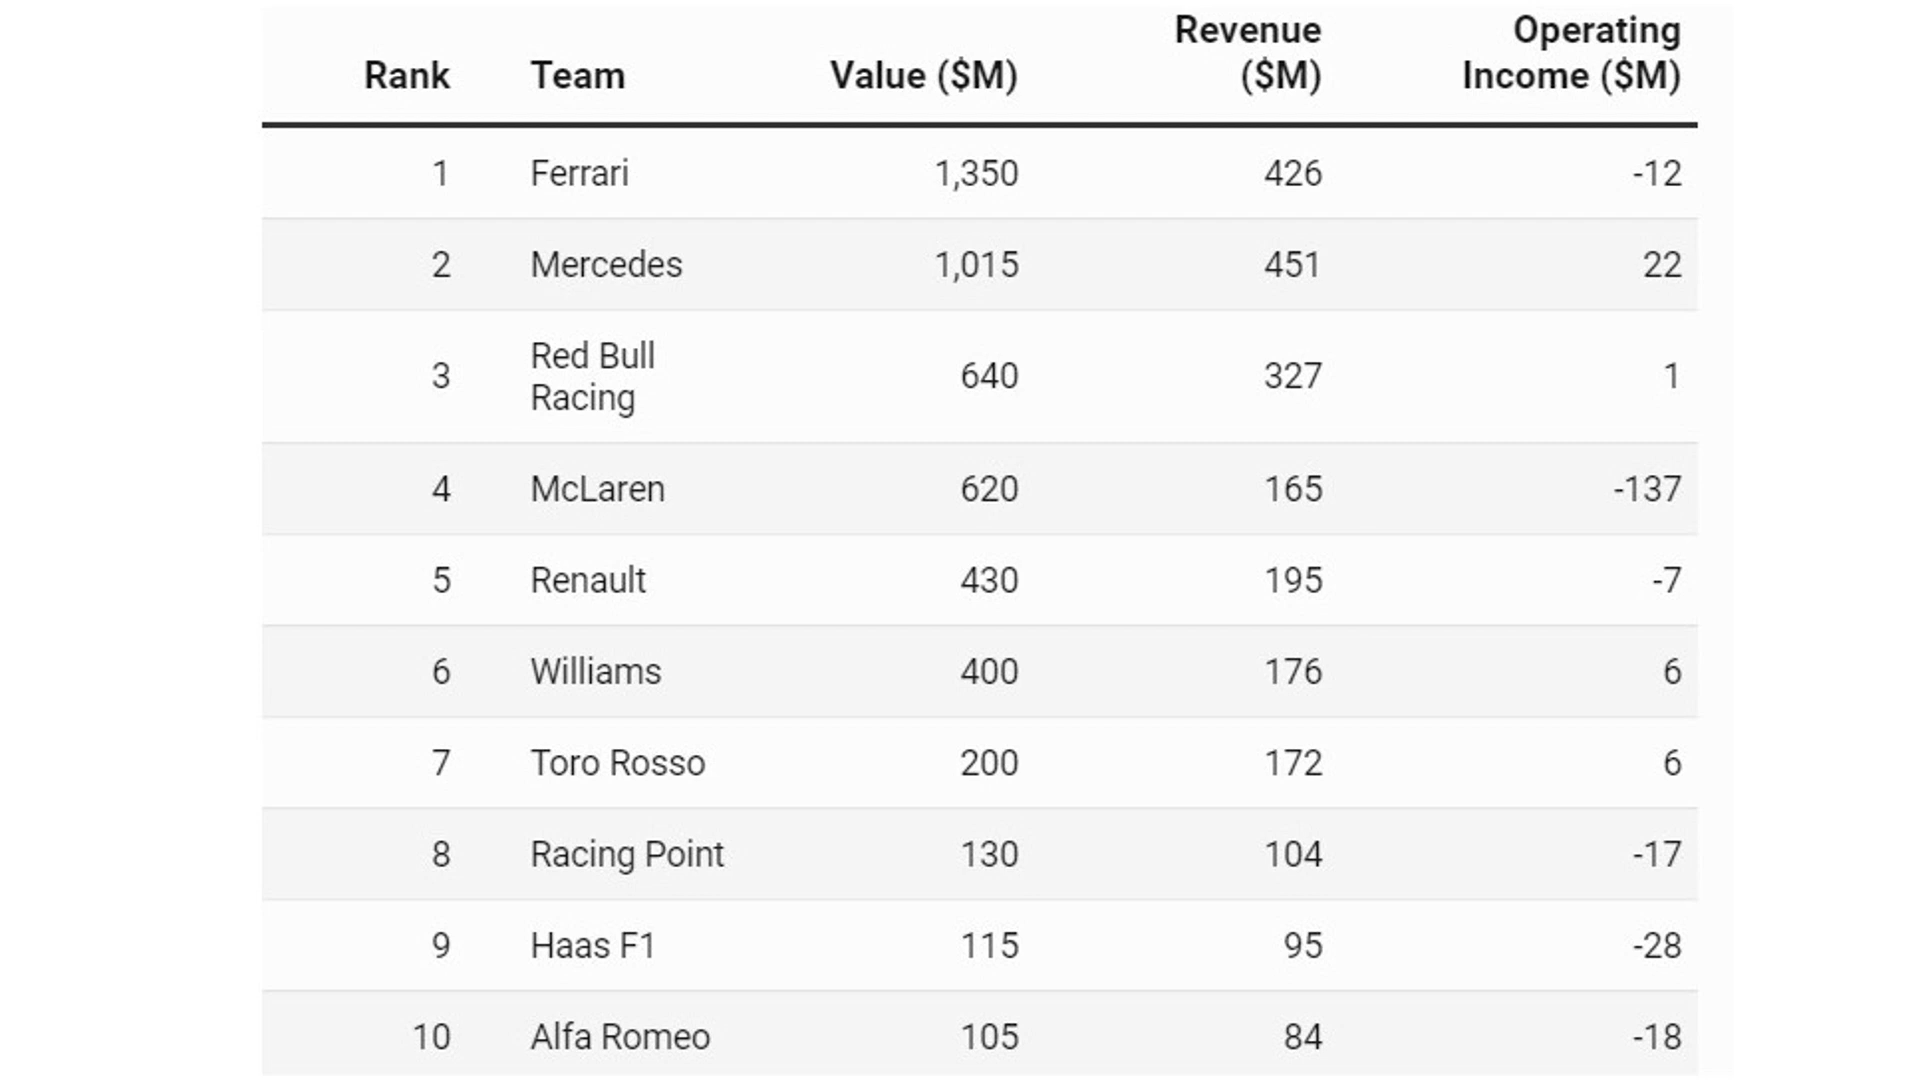 Rank Team Value ($M) Revenue ($M) Operating Income ($M)
1 Ferrari 1,350 426 -12
2 Mercedes 1,015 451 22
3 Red Bull Racing 640 327 1
4 McLaren 620 165 -137
5 Renault 430 195 -7
6 Williams 400 176 6
7 Toro Rosso 200 172 6
8 Racing Point 130 104 -17
9 Haas F1 115 95 -28
10 Alfa Romeo 105 84 -18